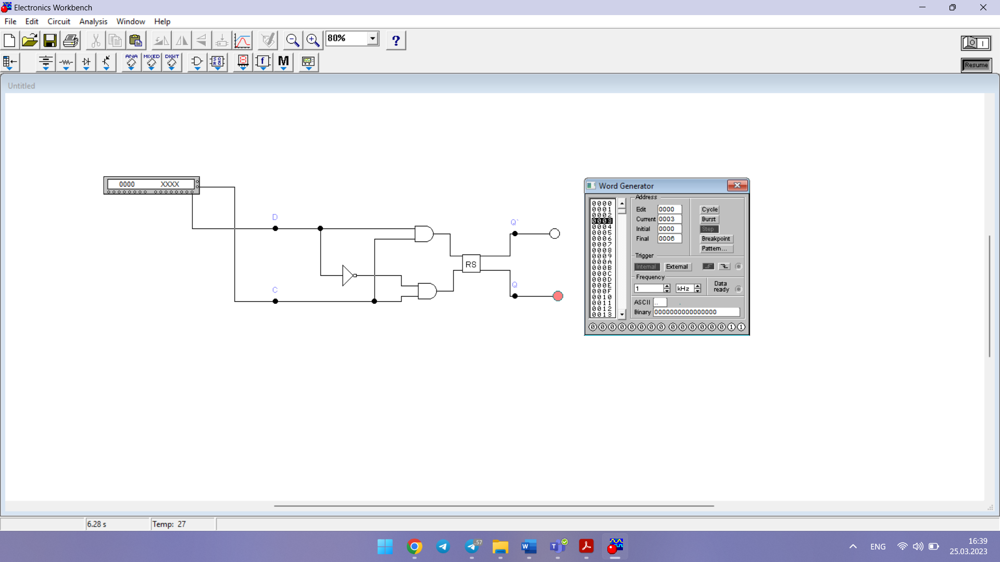 Electronics Workbench
File Edit Circuit Analysis Window Help
80%
?
ANA MIXED DIGIT
f M
Resume
Untitled
0000 XXXX
D
C
RS
Q`
Q
Word Generator
0000
0001
0002
0003
0004
0005
0006
0007
0008
0009
000A
000B
000C
000D
000E
000F
0010
0011
0012
0013
Address
Edit 0000
Current 0003
Initial 0000
Final 0006
Cycle
Burst
Step
Breakpoint
Pattern...
Trigger
Internal External
Frequency
1 kHz
Data
ready
ASCII ..
Binary 0000000000000000
0 0 0 0 0 0 0 0 0 0 0 0 0 0 1 1
6.28 s
Temp: 27
..57
W
T
ENG
16:39
25.03.2023